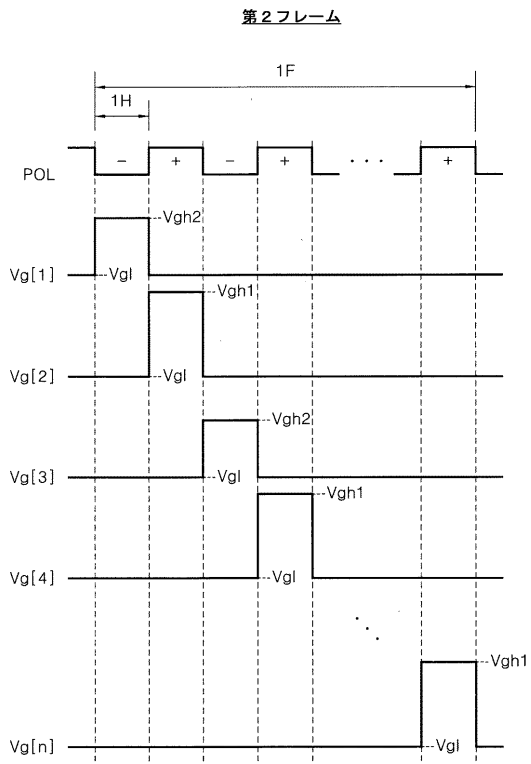 第2フレーム
1F
1H
POL
− + − + ・・・ +
Vgh2
Vg[1]
Vgl
Vgh1
Vg[2]
Vgl
Vgh2
Vg[3]
Vgl
Vgh1
Vg[4]
Vgl
Vgh1
Vg[n]
Vgl